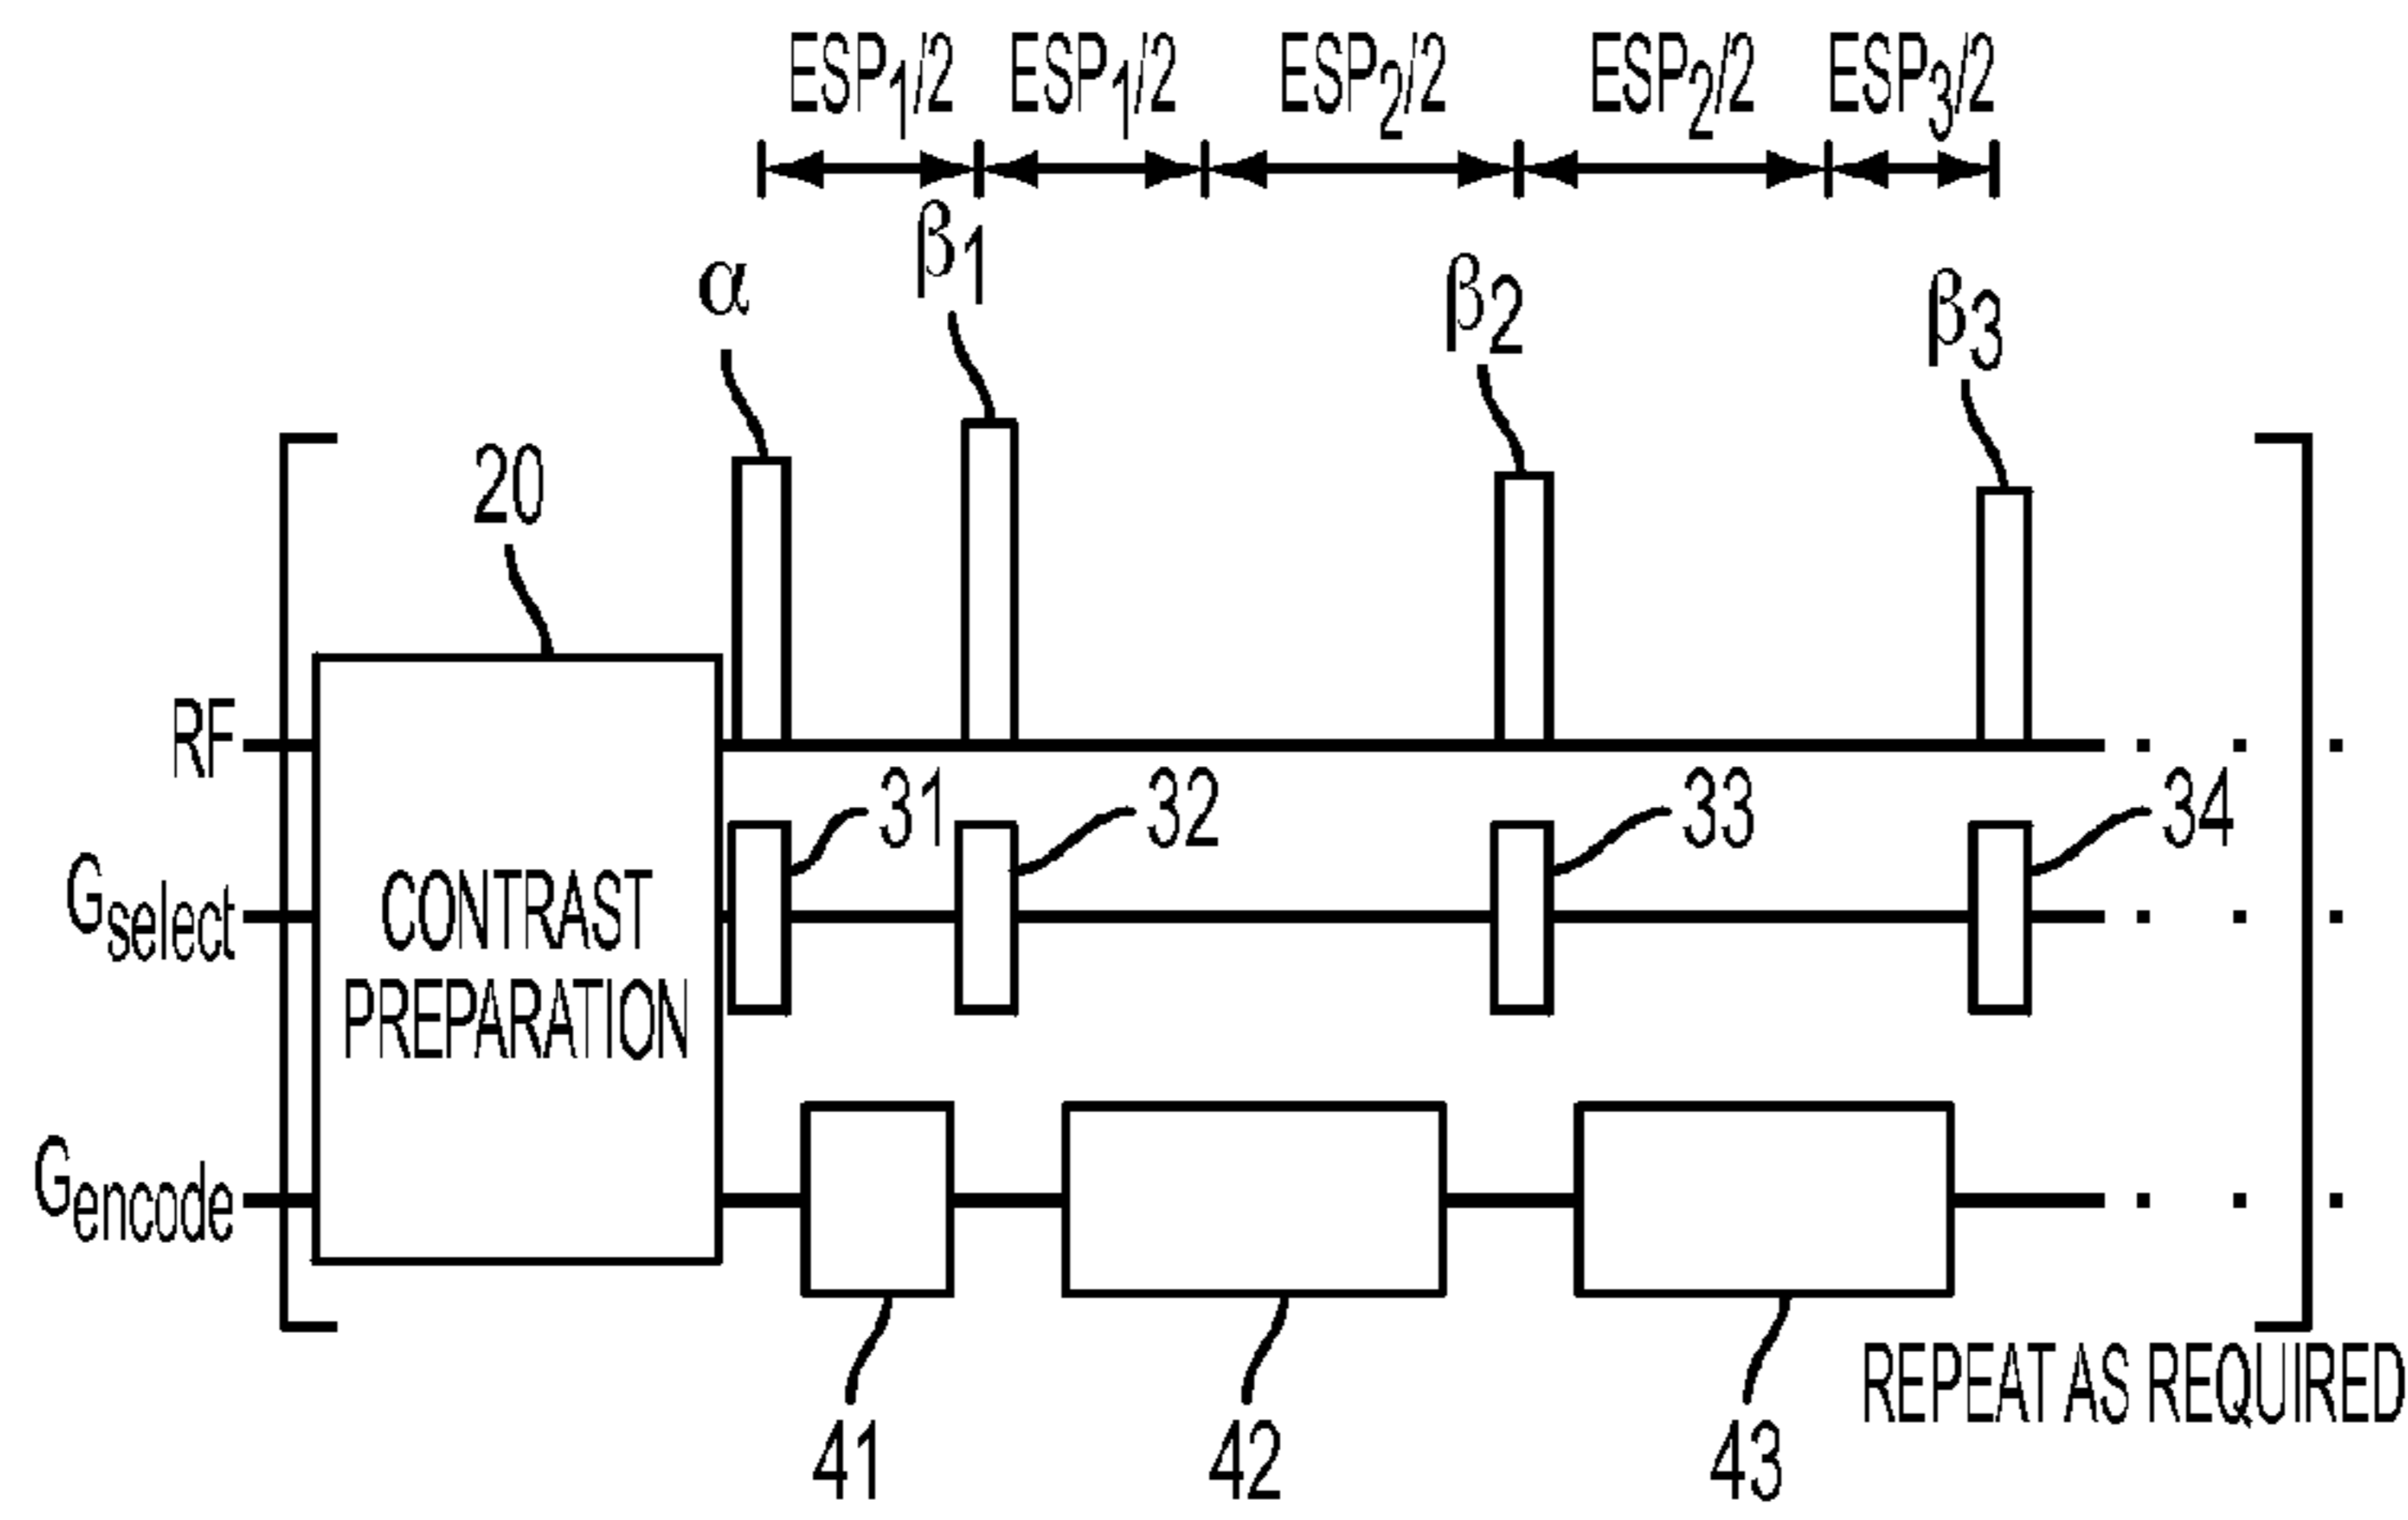 ESP1/2 ESP1/2 ESP2/2 ESP2/2 ESP3/2
α β1 β2 β3
20
RF
31 32 33 34
Gselect
CONTRAST
PREPARATION
Gencode
REPEAT AS REQUIRED
41 42 43